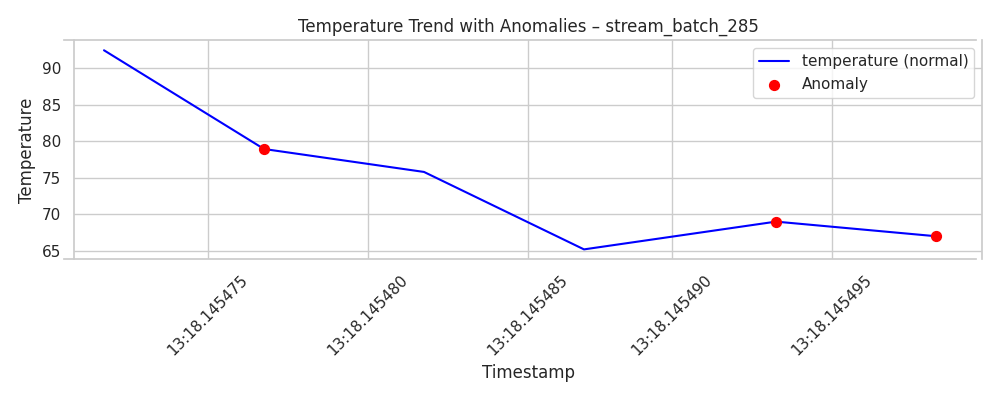 Temperature Trend with Anomalies – stream_batch_285
temperature (normal)
Anomaly
Temperature
90
85
80
75
70
65
13:18.145475
13:18.145480
13:18.145485
13:18.145490
13:18.145495
Timestamp